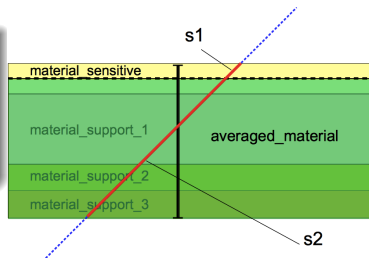 s1
material_sensitive
material_support_1
averaged_material
material_support_2
material_support_3
s2